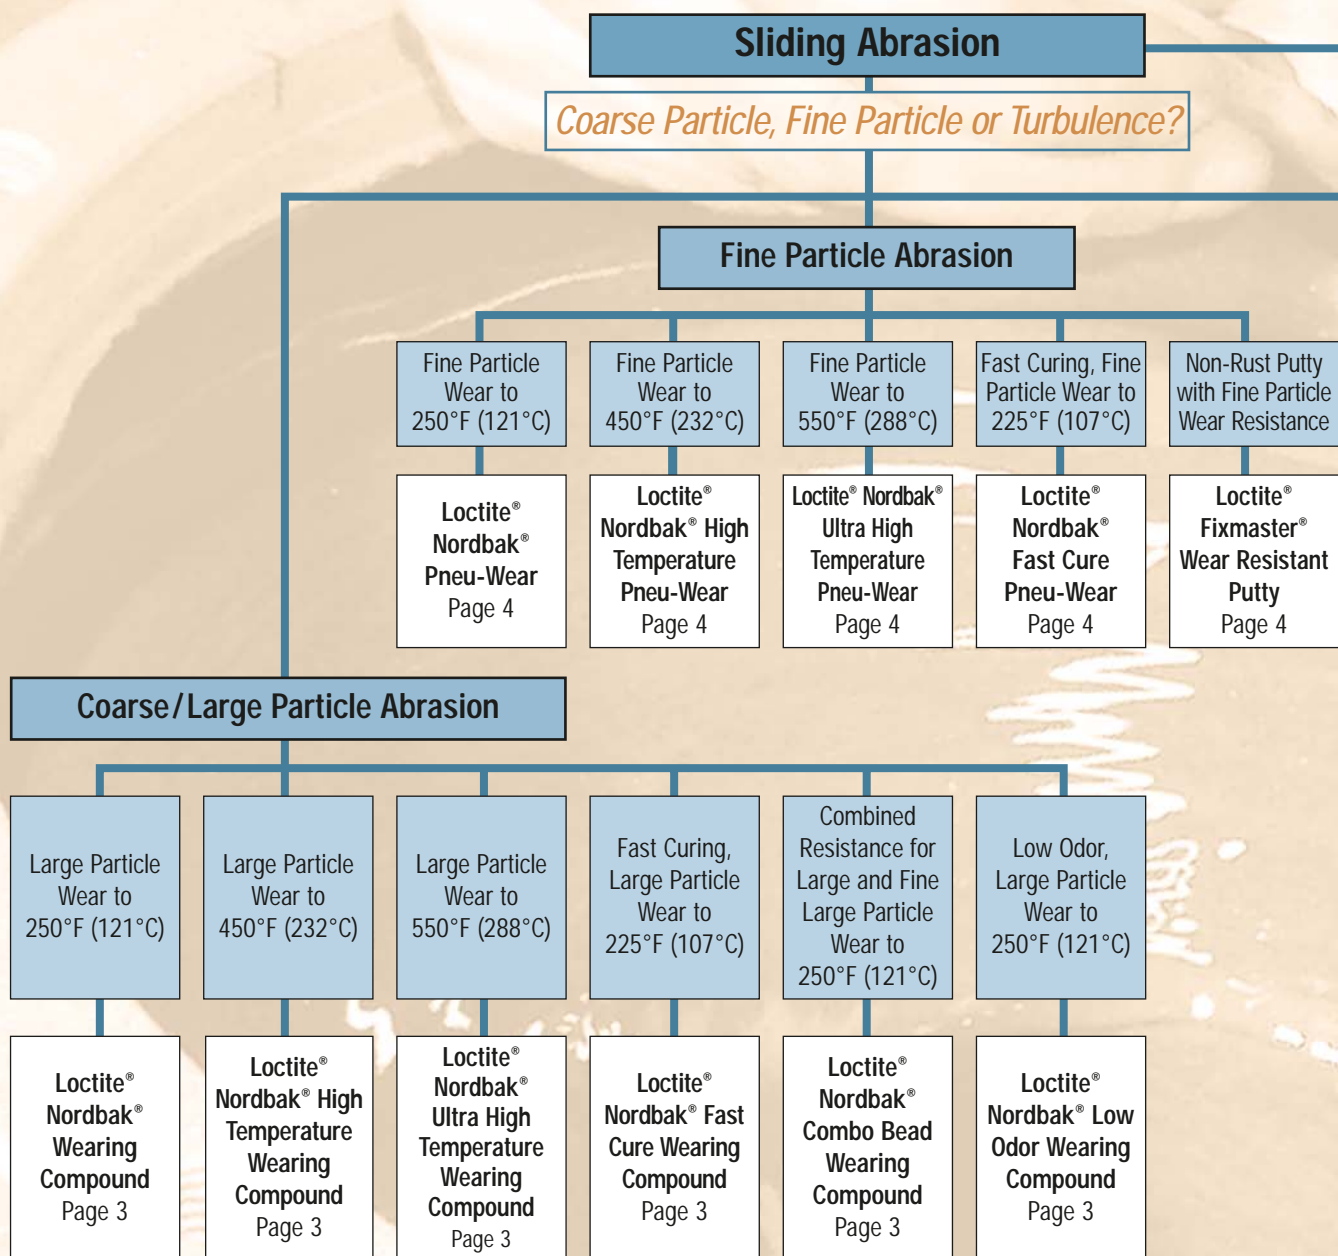 Sliding Abrasion
Coarse Particle, Fine Particle or Turbulence?
Fine Particle Abrasion
Fine Particle
Wear to
250°F (121°C)
Fine Particle
Wear to
450°F (232°C)
Fine Particle
Wear to
550°F (288°C)
Fast Curing, Fine
Particle Wear to
225°F (107°C)
Non-Rust Putty
with Fine Particle
Wear Resistance
Loctite®
Nordbak®
Pneu-Wear
Page 4
Loctite®
Nordbak® High
Temperature
Pneu-Wear
Page 4
Loctite® Nordbak®
Ultra High
Temperature
Pneu-Wear
Page 4
Loctite®
Nordbak®
Fast Cure
Pneu-Wear
Page 4
Loctite®
Fixmaster®
Wear Resistant
Putty
Page 4
Coarse/Large Particle Abrasion
Large Particle
Wear to
250°F (121°C)
Large Particle
Wear to
450°F (232°C)
Large Particle
Wear to
550°F (288°C)
Fast Curing,
Large Particle
Wear to
225°F (107°C)
Combined
Resistance for
Large and Fine
Large Particle
Wear to
250°F (121°C)
Low Odor,
Large Particle
Wear to
250°F (121°C)
Loctite®
Nordbak®
Wearing
Compound
Page 3
Loctite®
Nordbak® High
Temperature
Wearing
Compound
Page 3
Loctite®
Nordbak®
Ultra High
Temperature
Wearing
Compound
Page 3
Loctite®
Nordbak® Fast
Cure Wearing
Compound
Page 3
Loctite®
Nordbak®
Combo Bead
Wearing
Compound
Page 3
Loctite®
Nordbak® Low
Odor Wearing
Compound
Page 3